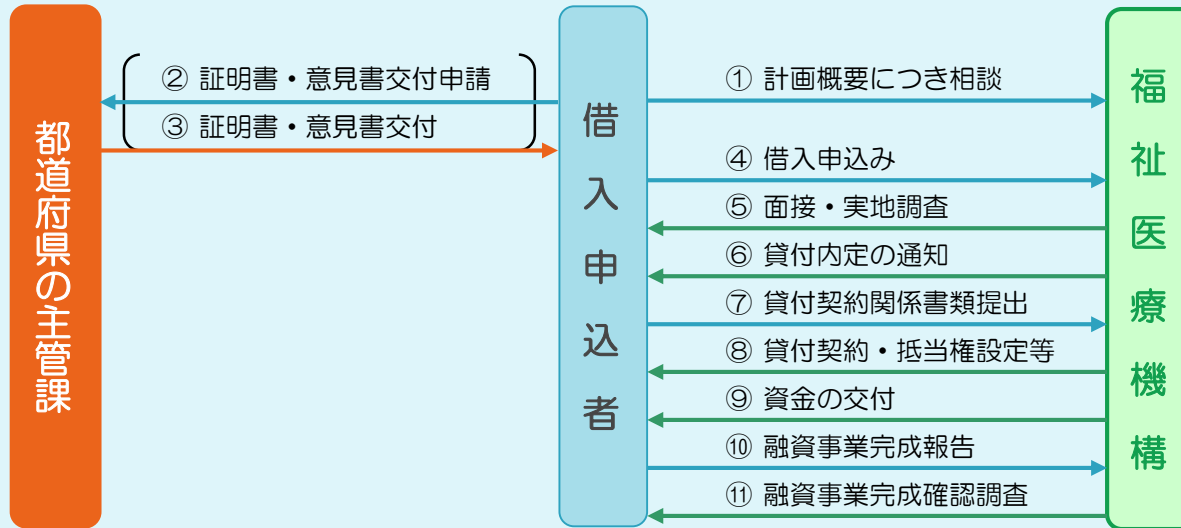 都道府県の主管課
② 証明書・意見書交付申請
③ 証明書・意見書交付
借入申込者
① 計画概要につき相談
④ 借入申込み
⑤ 面接・実地調査
⑥ 貸付内定の通知
⑦ 貸付契約関係書類提出
⑧ 貸付契約・抵当権設定等
⑨ 資金の交付
⑩ 融資事業完成報告
⑪ 融資事業完成確認調査
福祉医療機構